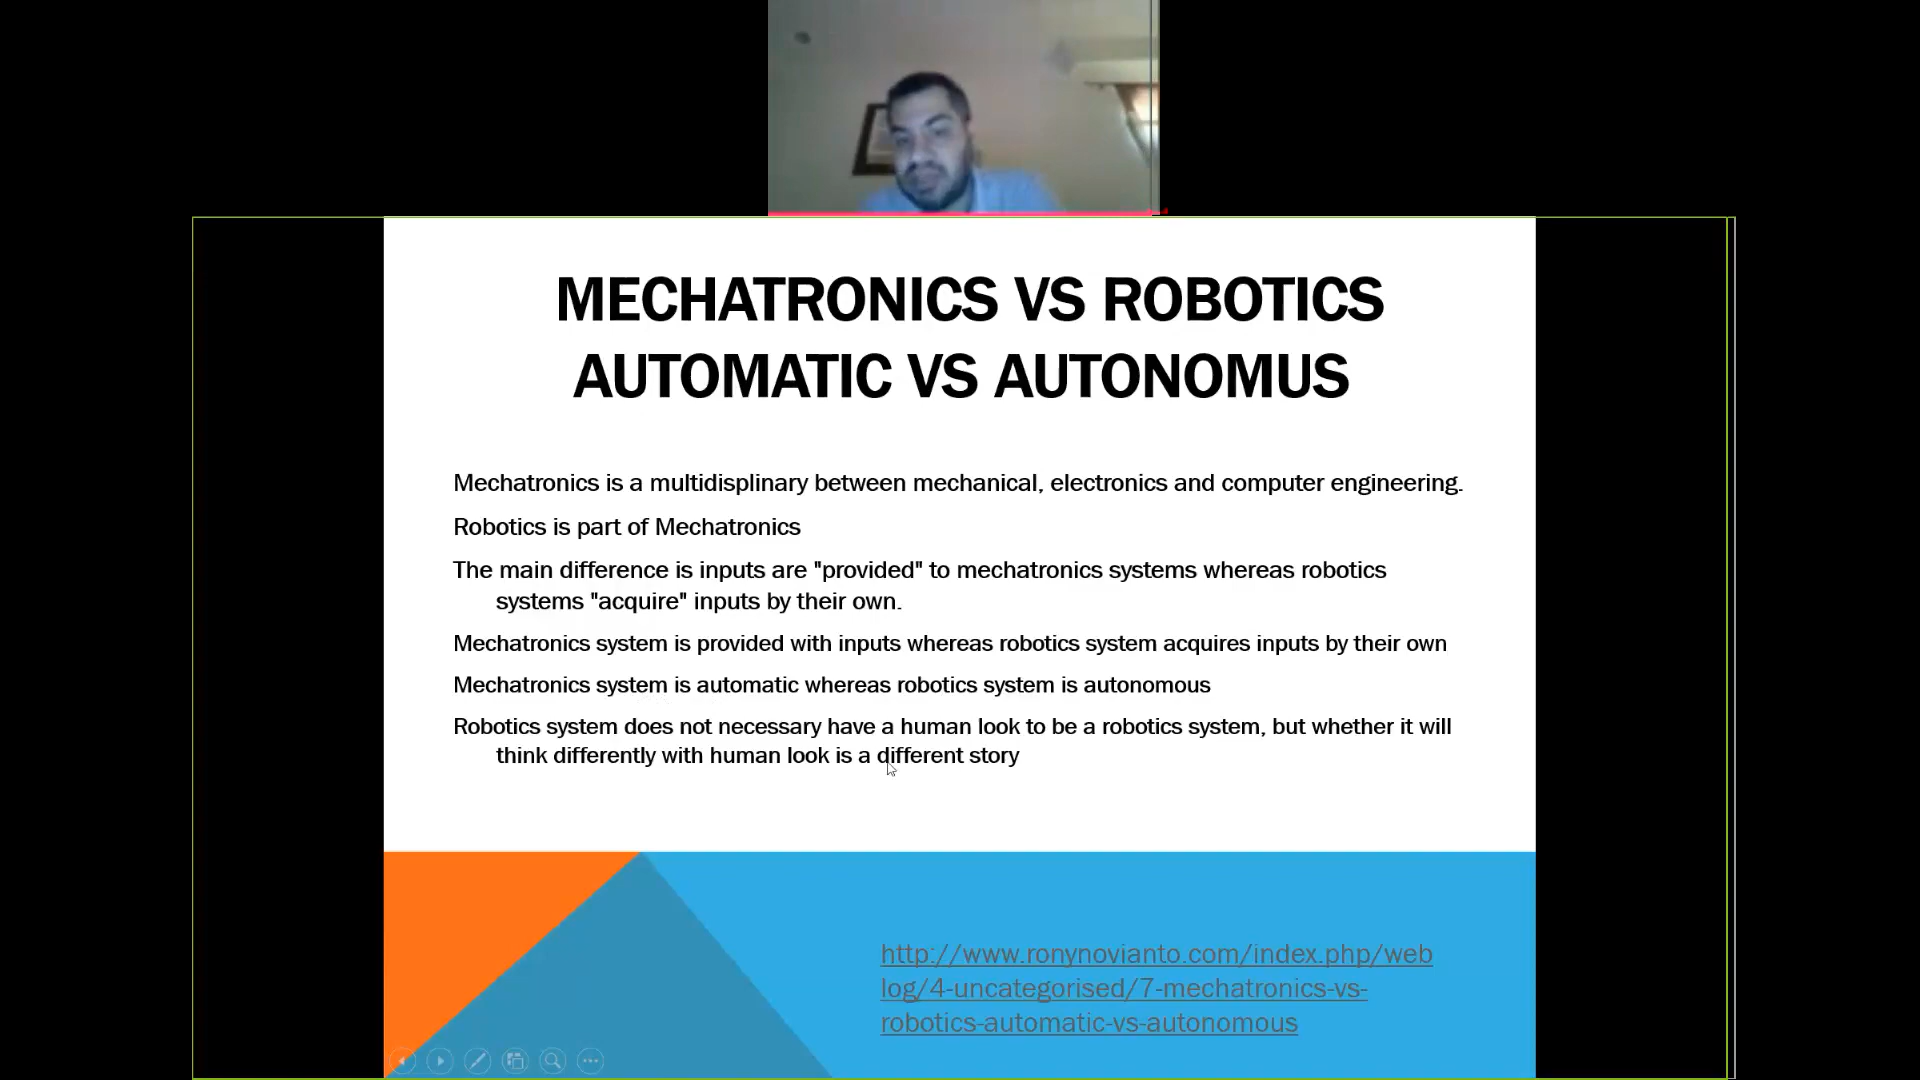 MECHATRONICS VS ROBOTICS
AUTOMATIC VS AUTONOMUS
Mechatronics is a multidisplinary between mechanical, electronics and computer engineering.
Robotics is part of Mechatronics
The main difference is inputs are "provided" to mechatronics systems whereas robotics
systems "acquire" inputs by their own.
Mechatronics system is provided with inputs whereas robotics system acquires inputs by their own
Mechatronics system is automatic whereas robotics system is autonomous
Robotics system does not necessary have a human look to be a robotics system, but whether it will
think differently with human look is a different story
http://www.ronynovianto.com/index.php/web
log/4-uncategorised/7-mechatronics-vs-
robotics-automatic-vs-autonomous